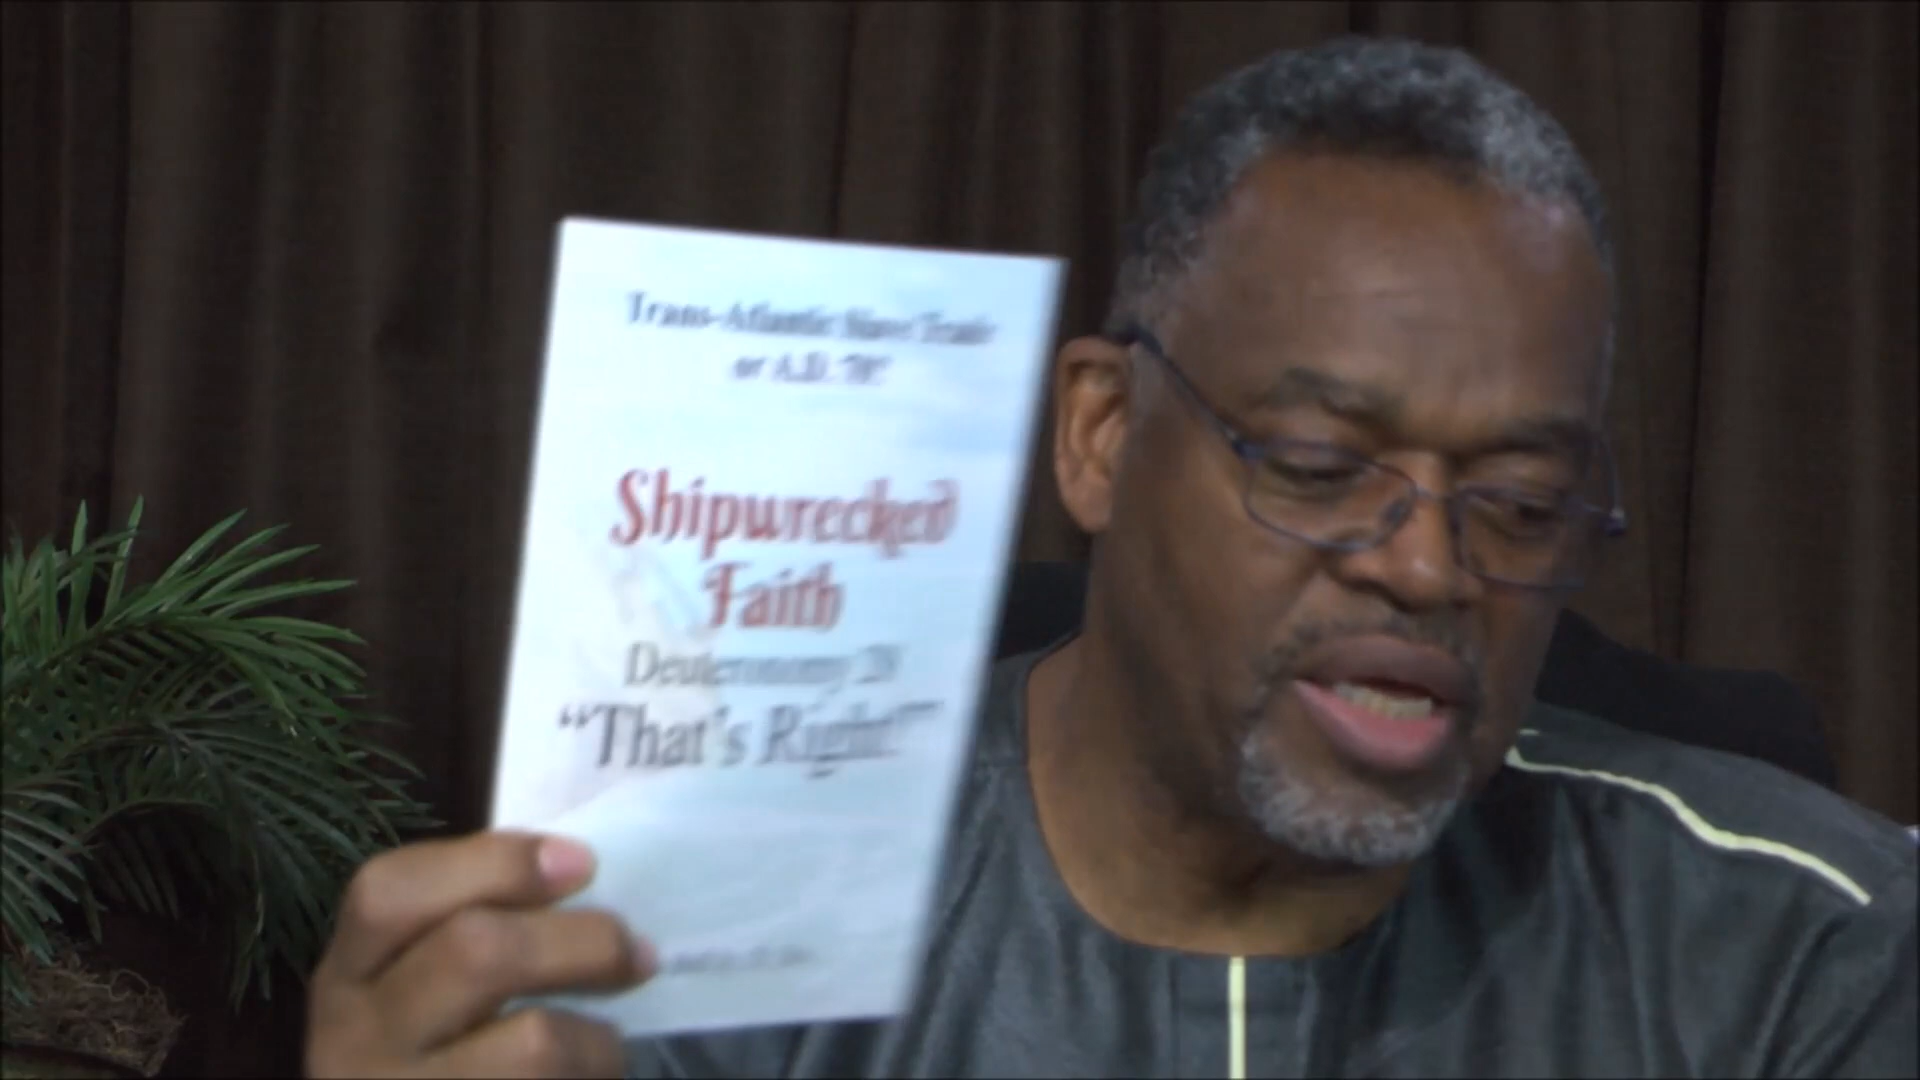 Trans-Atlantic Slave Trade
or A.D. "70"
Shipwrecked
Faith
Deuteronomy 28
"That's Right"